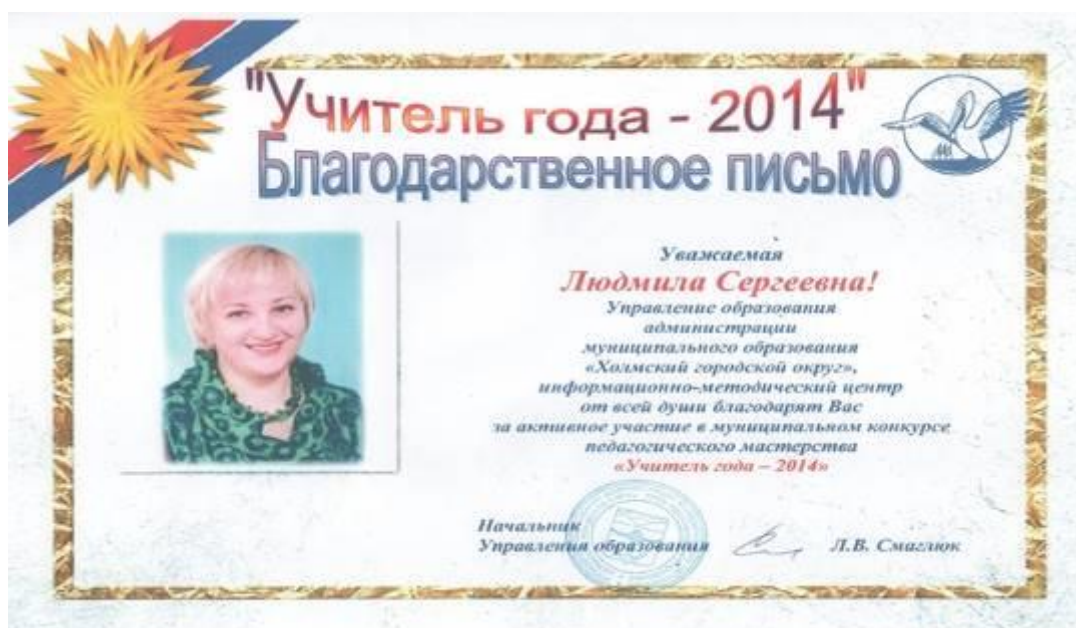 "Учитель года - 2014"
Благодарственное письмо
Уважаемая
Людмила Сергеевна!
Управление образования
администрации
муниципального образования
«Холмский городской округ»,
информационно-методический центр
от всей души благодарят Вас
за активное участие в муниципальном конкурсе
педагогического мастерства
«Учитель года – 2014»
Начальник
Управления образования Л.В. Смаглюк